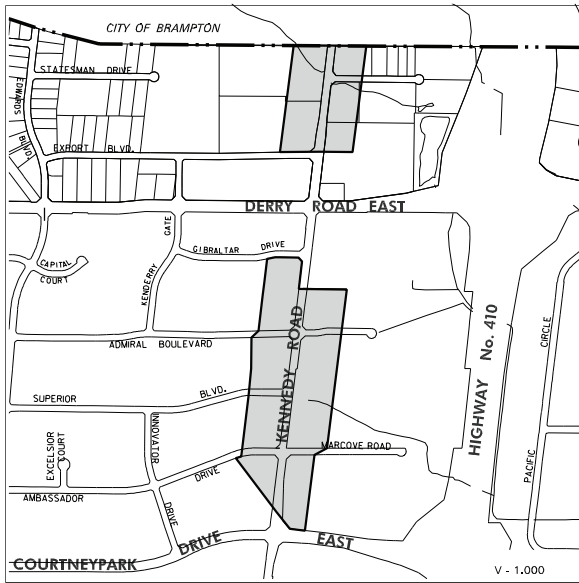 CITY OF BRAMPTON
STATESMAN DRIVE
EDWARDS
BLVD.
EXPORT BLVD.
DERRY ROAD EAST
GATE
KENDERRY
GIBRALTAR DRIVE
CAPITAL
COURT
ADMIRAL BOULEVARD
KENNEDY ROAD
HIGHWAY No. 410
CIRCLE
PACIFIC
SUPERIOR BLVD.
EXCELSIOR
COURT
INNOVATOR
DRIVE
MARCOVE ROAD
AMBASSADOR DRIVE
COURTNEYPARK DRIVE EAST
V - 1.000